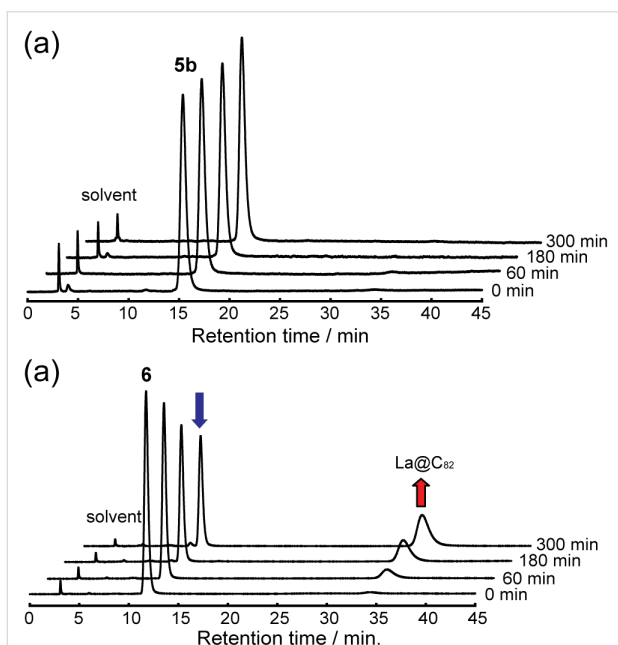 (a)
5b
solvent
300 min
180 min
60 min
0 min
0 5 10 15 20 25 30 35 40 45
Retention time / min
(a)
6
La@C₈₂
solvent
300 min
180 min
60 min
0 min
0 5 10 15 20 25 30 35 40 45
Retention time / min.